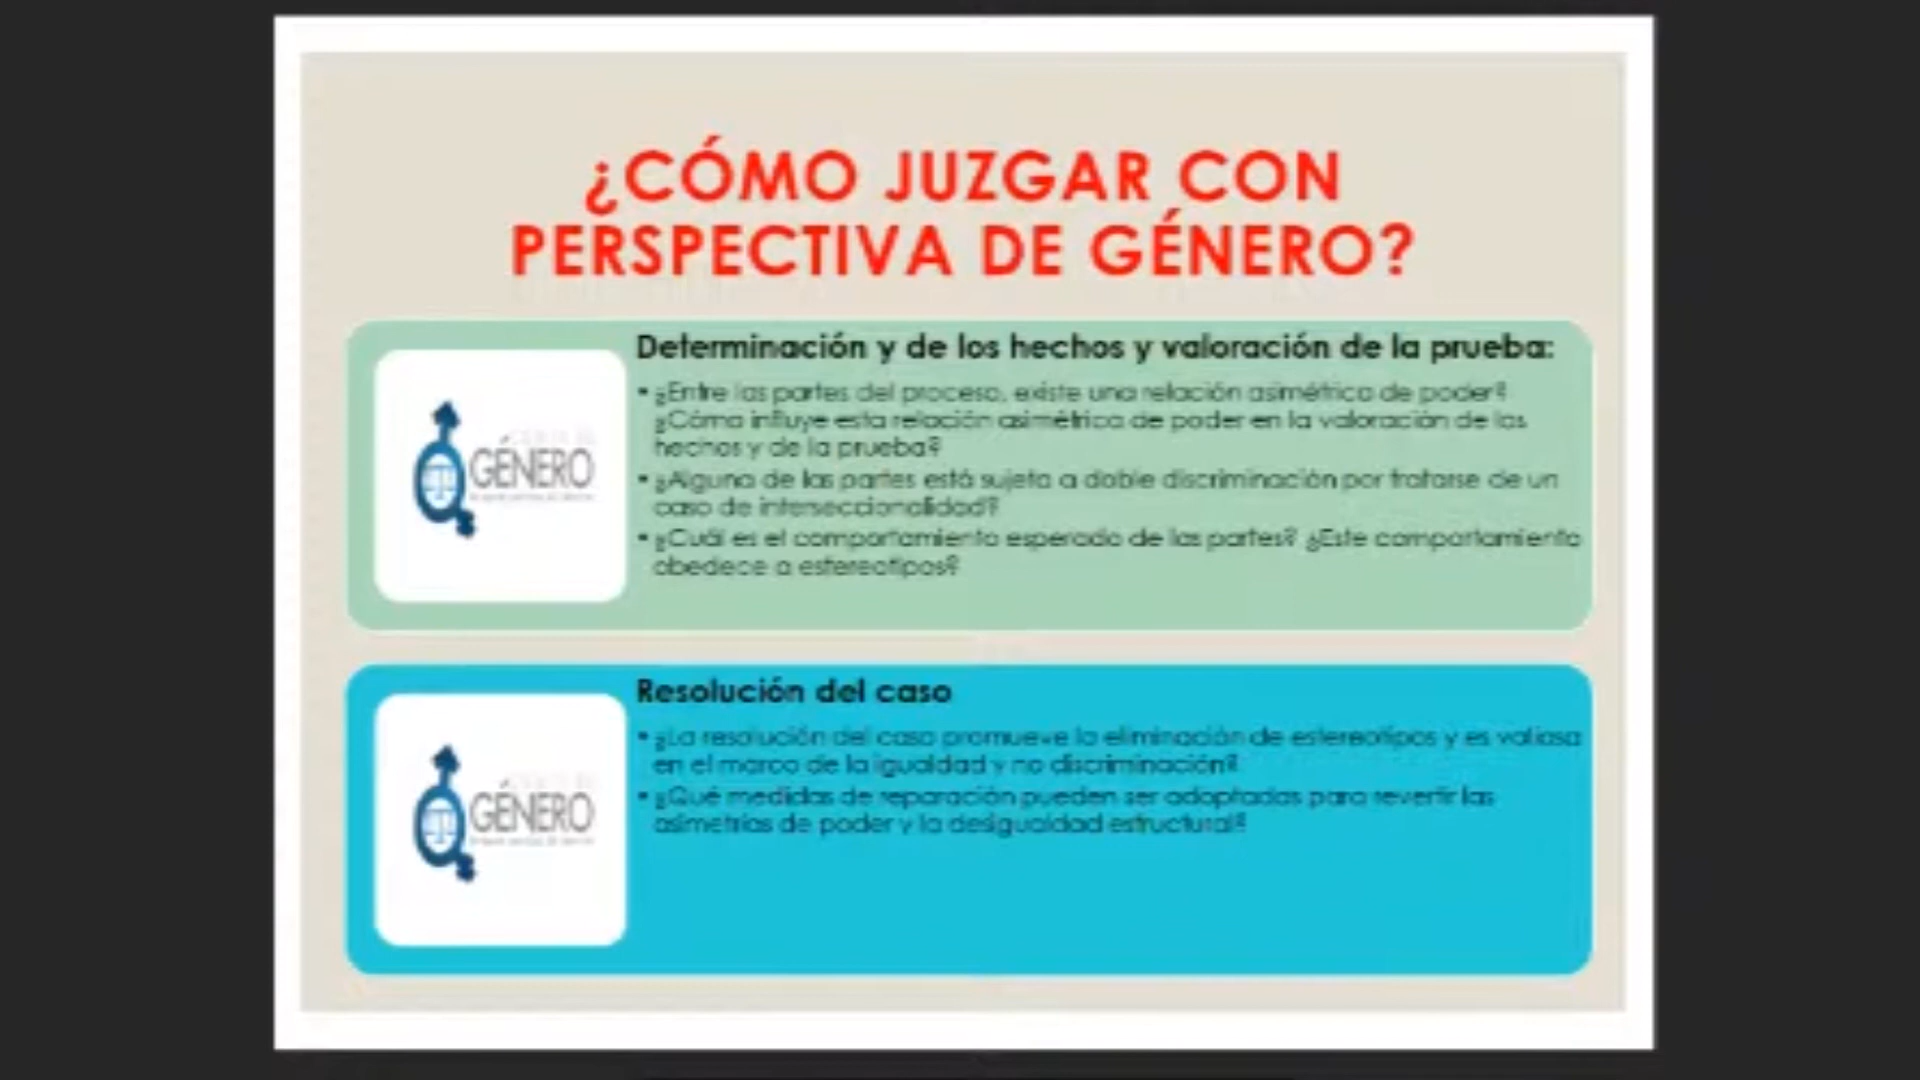 ¿CÓMO JUZGAR CON
PERSPECTIVA DE GÉNERO?
Determinación y de los hechos y valoración de la prueba:
• ¿Entre las partes del proceso, existe una relación asimétrica de poder?
¿Cómo influye esta relación asimétrica de poder en la valoración de los
hechos y de la prueba?
• ¿Alguna de las partes está sujeta a doble discriminación por tratarse de un
caso de interseccionalidad?
• ¿Cuál es el comportamiento esperado de las partes? ¿Este comportamiento
obedece a estereotipos?
GÉNERO
Resolución del caso
• ¿La resolución del caso promueve la eliminación de estereotipos y es valiosa
en el marco de la igualdad y no discriminación?
• ¿Qué medidas de reparación pueden ser adoptadas para revertir las
asimetrías de poder y la desigualdad estructural?
GÉNERO